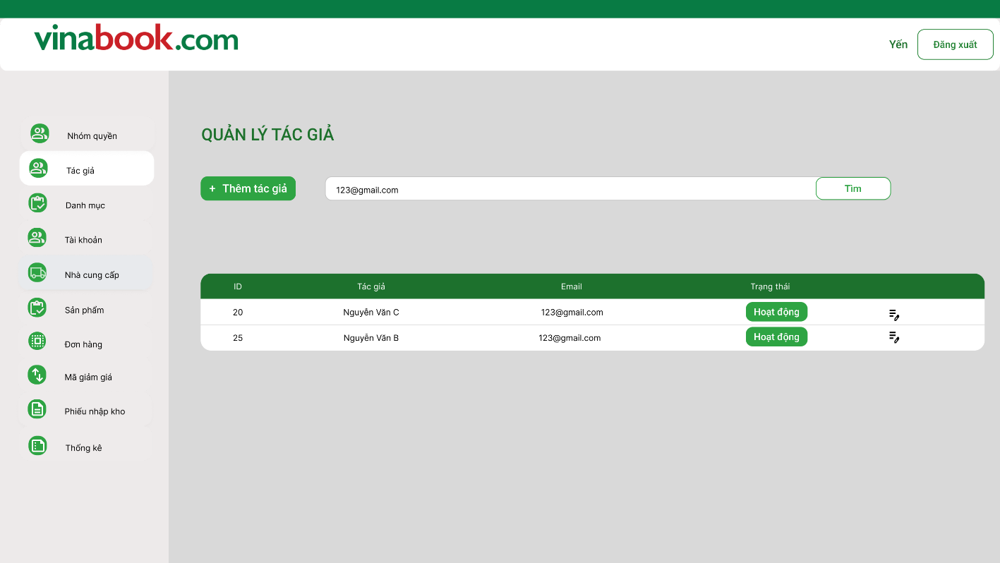 vinabook.com
Yến
Đăng xuất
Nhóm quyền
Tác giả
Danh mục
Tài khoản
Nhà cung cấp
Sản phẩm
Đơn hàng
Mã giảm giá
Phiếu nhập kho
Thống kê
QUẢN LÝ TÁC GIẢ
+ Thêm tác giả
123@gmail.com
Tìm
ID Tác giả Email Trạng thái
20 Nguyễn Văn C 123@gmail.com Hoạt động
25 Nguyễn Văn B 123@gmail.com Hoạt động